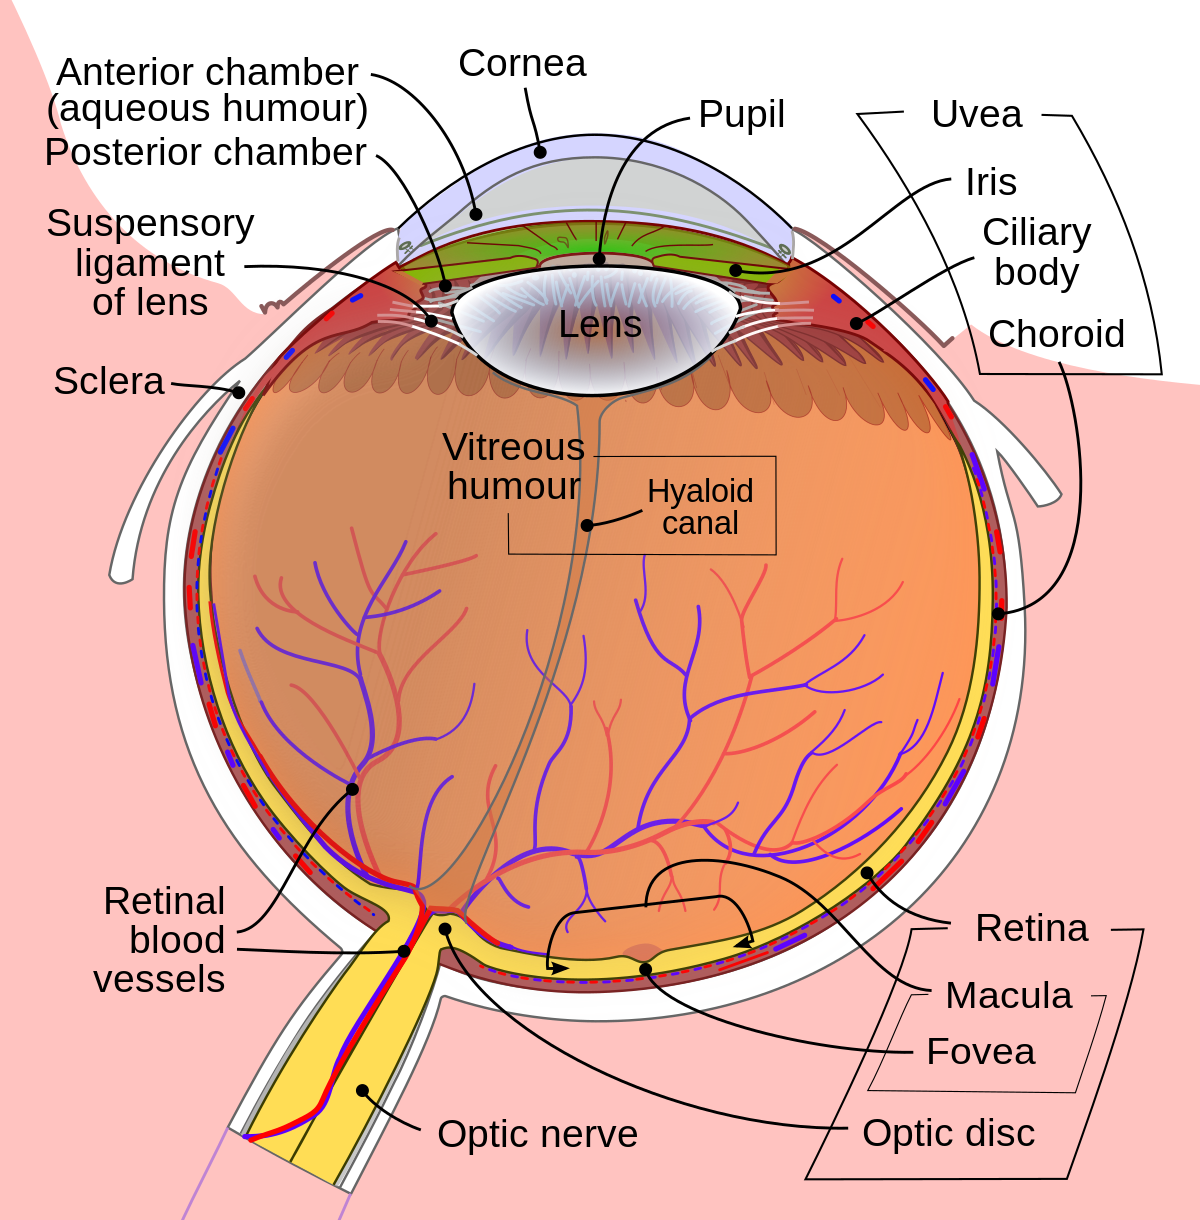 Anterior chamber
(aqueous humour)
Posterior chamber
Cornea
Pupil
Uvea
Iris
Ciliary
body
Choroid
Suspensory
ligament
of lens
Lens
Sclera
Vitreous
humour
Hyaloid
canal
Retinal
blood
vessels
Retina
Macula
Fovea
Optic nerve
Optic disc